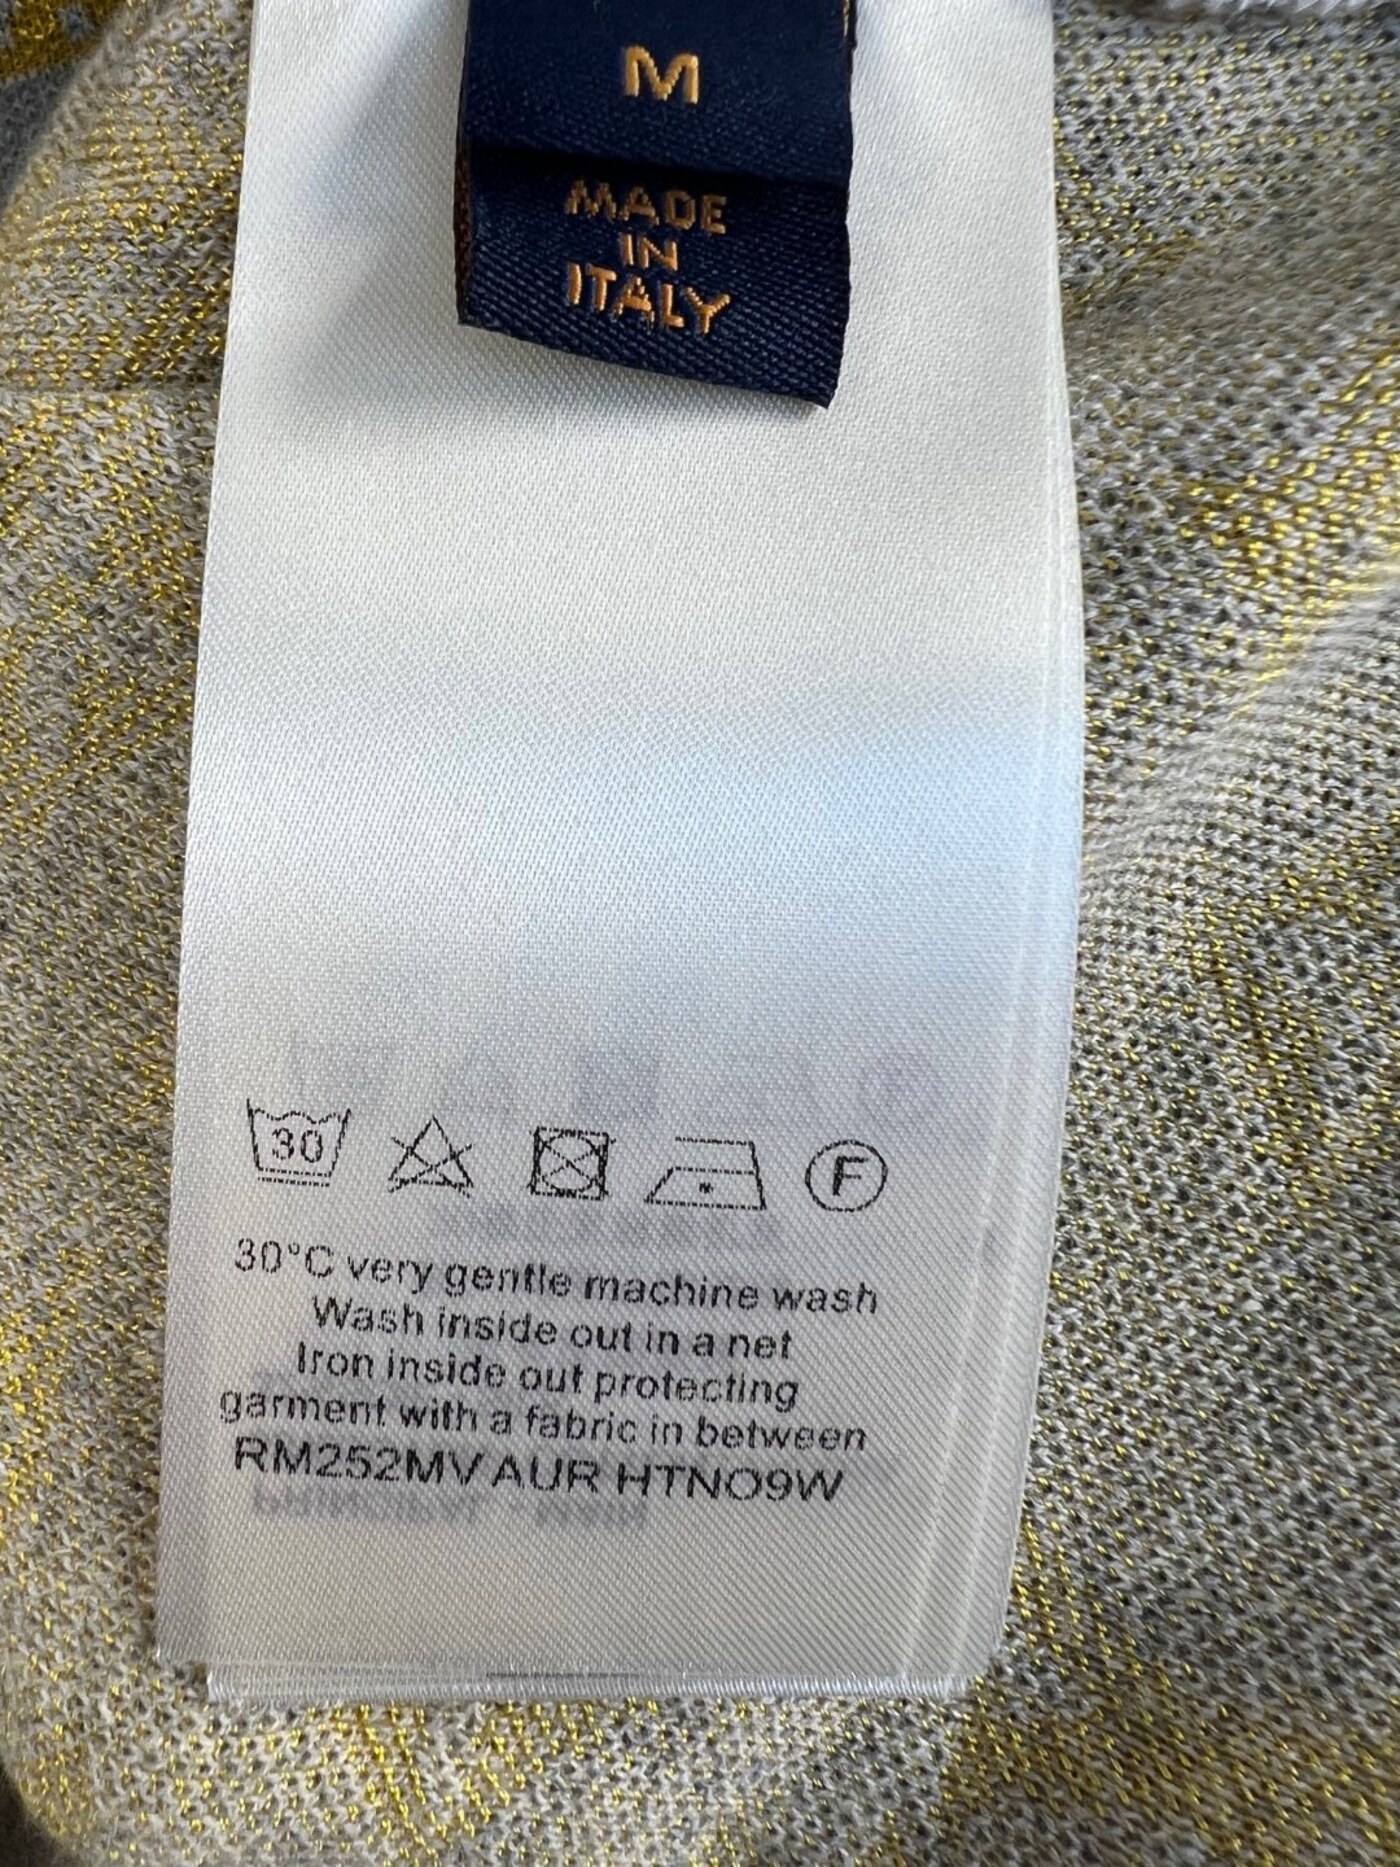 M
MADE
IN
ITALY
30
F
30°C very gentle machine wash
Wash inside out in a net
Iron inside out protecting
garment with a fabric in between
RM252MV AUR HTNO9W